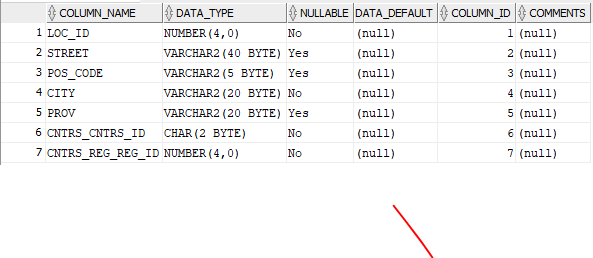 COLUMN_NAME DATA_TYPE NULLABLE DATA_DEFAULT COLUMN_ID COMMENTS
1 LOC_ID NUMBER(4,0) No (null) 1 (null)
2 STREET VARCHAR2(40 BYTE) Yes (null) 2 (null)
3 POS_CODE VARCHAR2(5 BYTE) Yes (null) 3 (null)
4 CITY VARCHAR2(20 BYTE) No (null) 4 (null)
5 PROV VARCHAR2(20 BYTE) Yes (null) 5 (null)
6 CNTRS_CNTRS_ID CHAR(2 BYTE) No (null) 6 (null)
7 CNTRS_REG_REG_ID NUMBER(4,0) No (null) 7 (null)